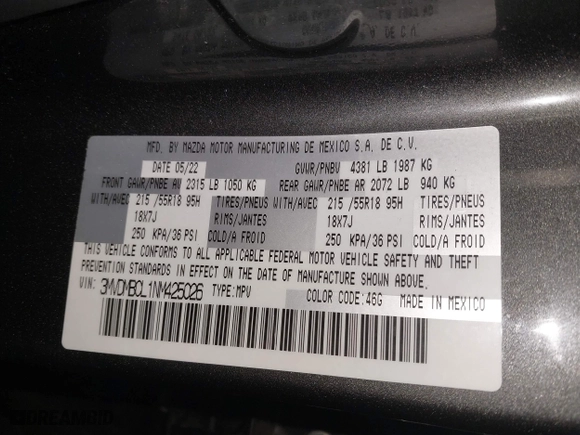 MFD. BY MAZDA MOTOR MANUFACTURING DE MEXICO S.A. DE C.V.
DATE 05/22 GVWR/PNBV 4381 LB 1987 KG
FRONT GAWR/PNBE AV 2315 LB 1050 KG REAR GAWR/PNBE AR 2072 LB 940 KG
WITH/AVEC 215 /55R18 95H TIRES/PNEUS WITH/AVEC 215 /55R18 95H TIRES/PNEUS
18X7J RIMS/JANTES 18X7J RIMS/JANTES
250 KPA/36 PSI COLD/A FROID 250 KPA/36 PSI COLD/A FROID
THIS VEHICLE CONFORMS TO ALL APPLICABLE FEDERAL MOTOR VEHICLE SAFETY AND THEFT
PREVENTION STANDARDS IN EFFECT ON THE DATE OF MANUFACTURE SHOWN ABOVE.
VIN: 3MVDMBCL1NM425026 TYPE:MPV COLOR CODE:46G MADE IN MEXICO